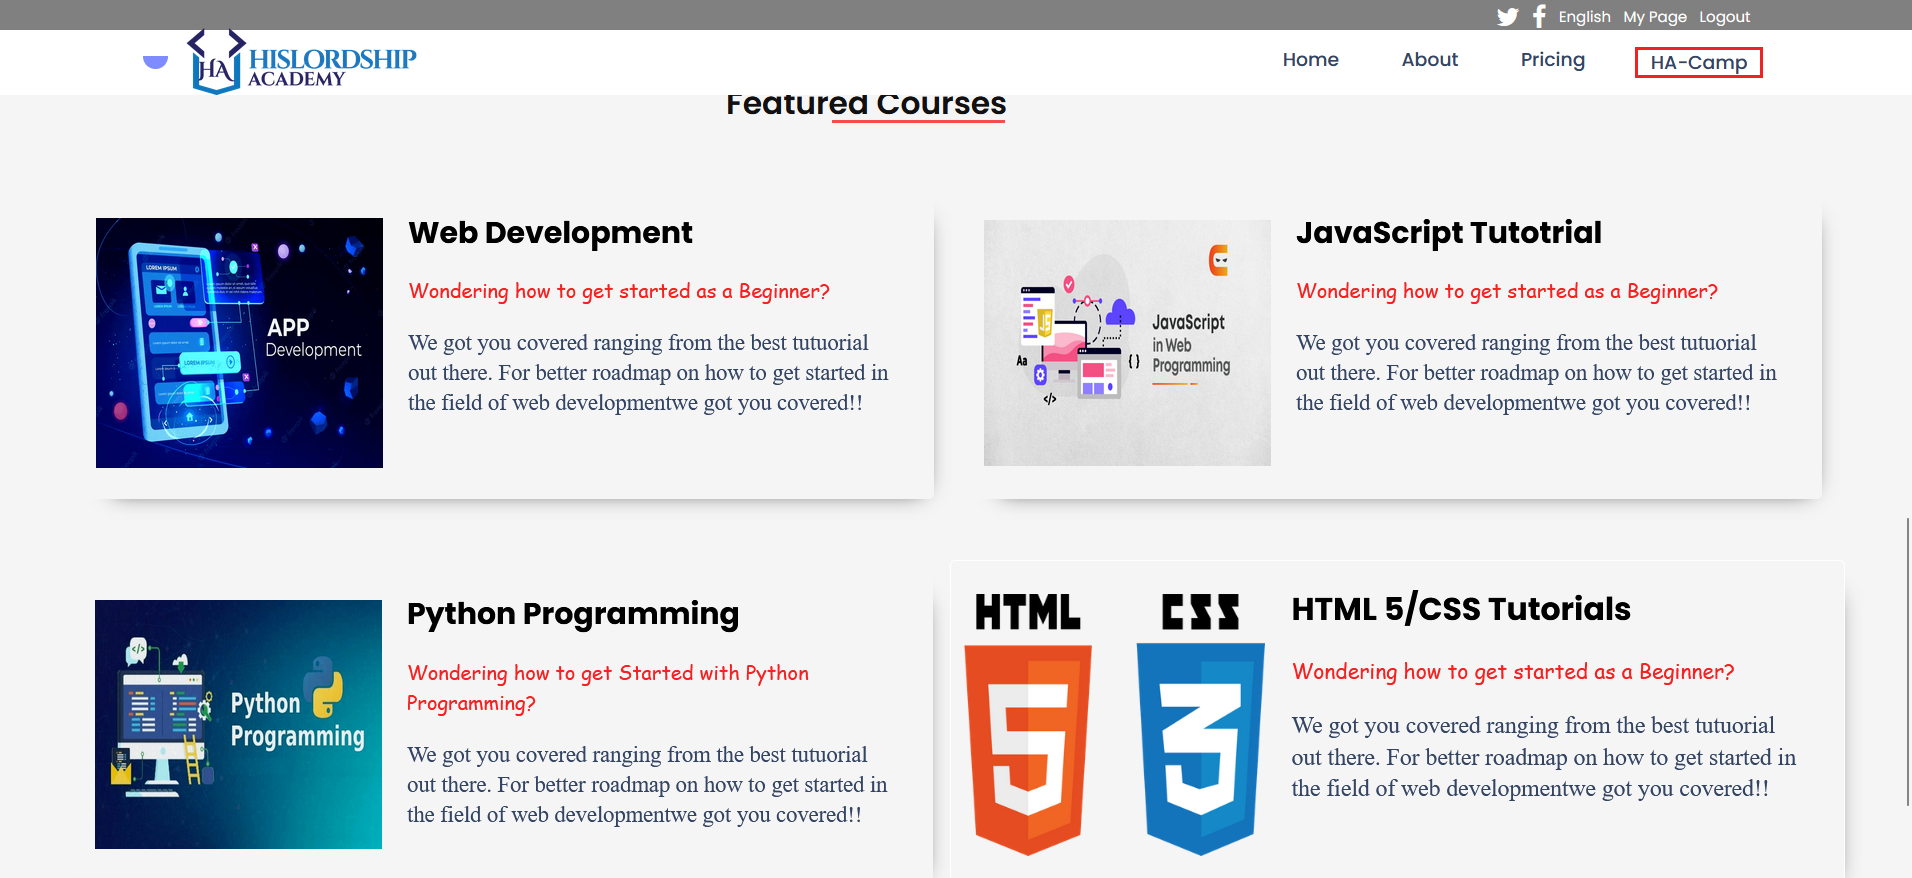 English My Page Logout
HA
HISLORDSHIP
ACADEMY
Home About Pricing HA-Camp
Featured Courses
LOREM IPSUM
LOREM IPSUM
APP
Development
Web Development
Wondering how to get started as a Beginner?
We got you covered ranging from the best tutuorial
out there. For better roadmap on how to get started in
the field of web developmentwe got you covered!!
JS
Aa
{ }
</>
JavaScript
in Web
Programming
JavaScript Tutotrial
Wondering how to get started as a Beginner?
We got you covered ranging from the best tutuorial
out there. For better roadmap on how to get started in
the field of web developmentwe got you covered!!
</>
Python
Programming
Python Programming
Wondering how to get Started with Python
Programming?
We got you covered ranging from the best tutuorial
out there. For better roadmap on how to get started in
the field of web developmentwe got you covered!!
HTML
5
CSS
3
HTML 5/CSS Tutorials
Wondering how to get started as a Beginner?
We got you covered ranging from the best tutuorial
out there. For better roadmap on how to get started in
the field of web developmentwe got you covered!!